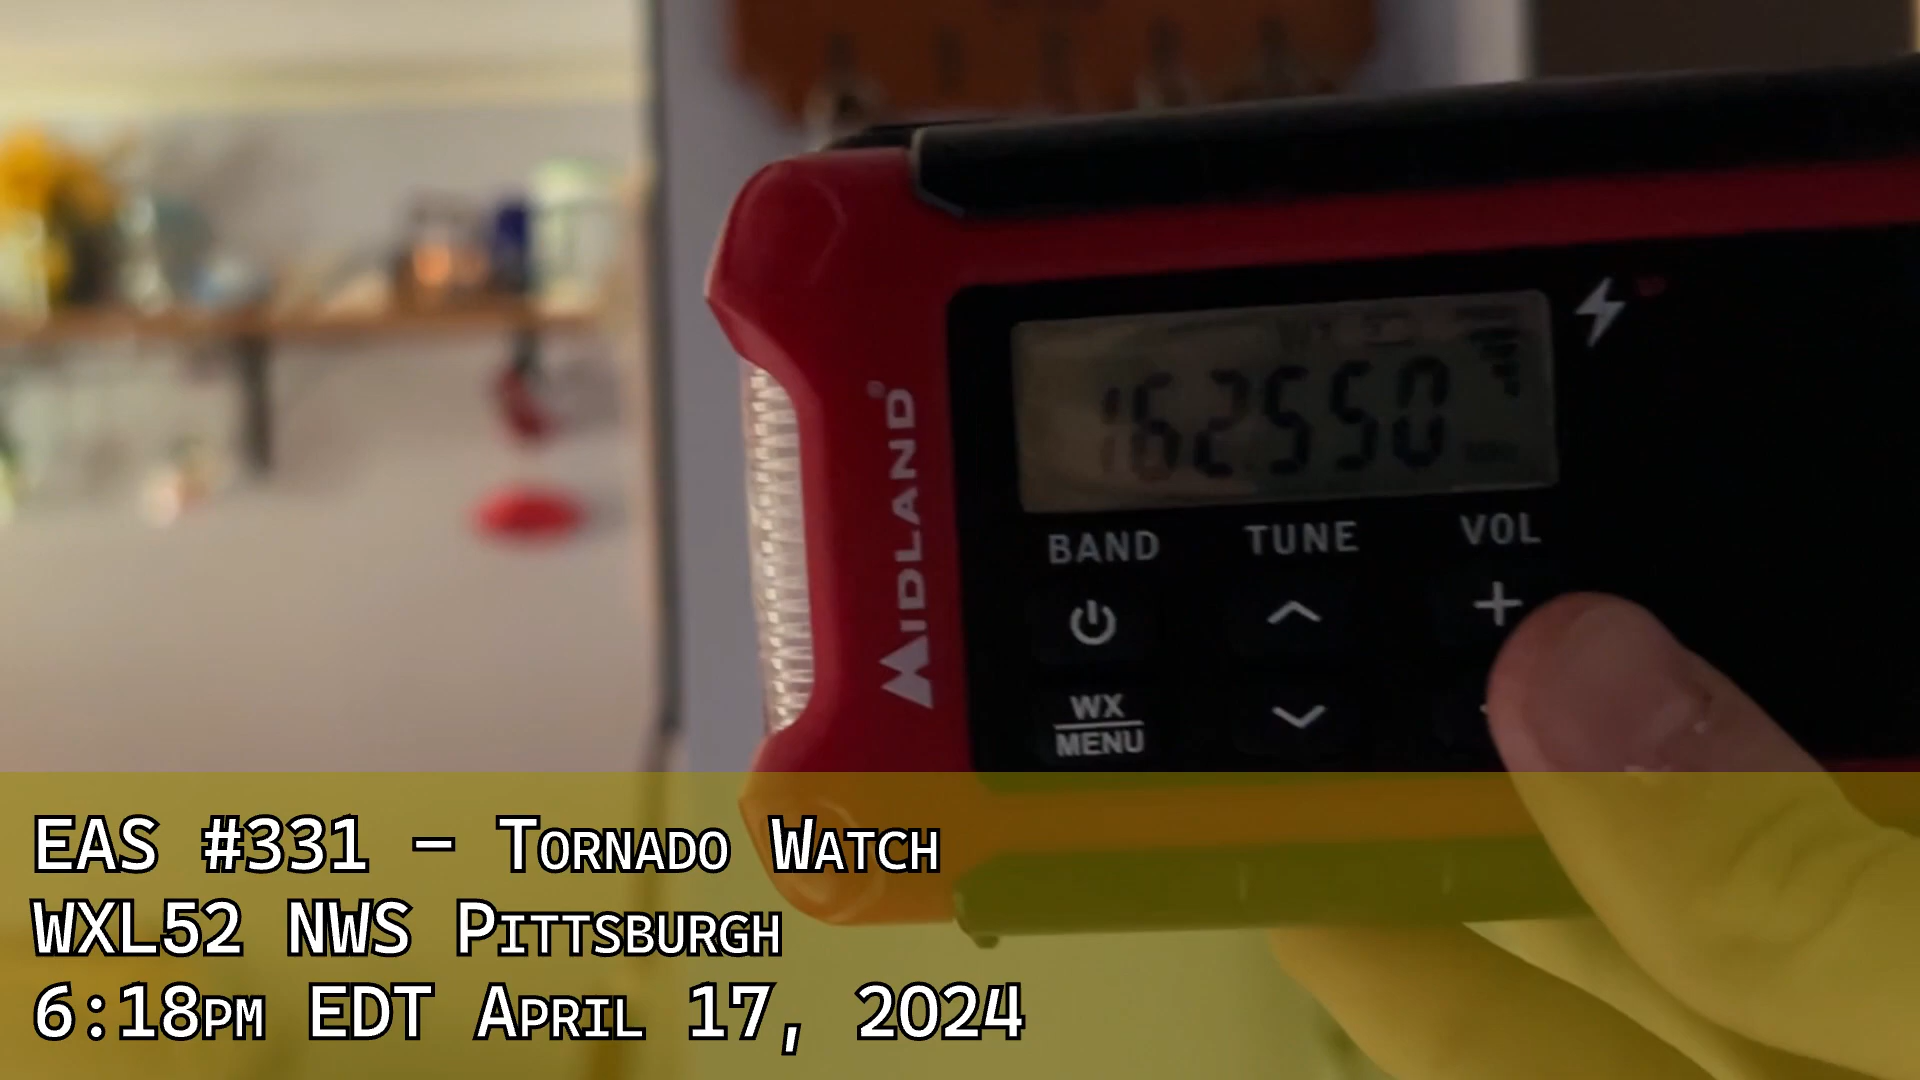 162550
MIDLAND®
BAND TUNE VOL
WX
MENU
EAS #331 – Tornado Watch
WXL52 NWS Pittsburgh
6:18pm EDT April 17, 2024